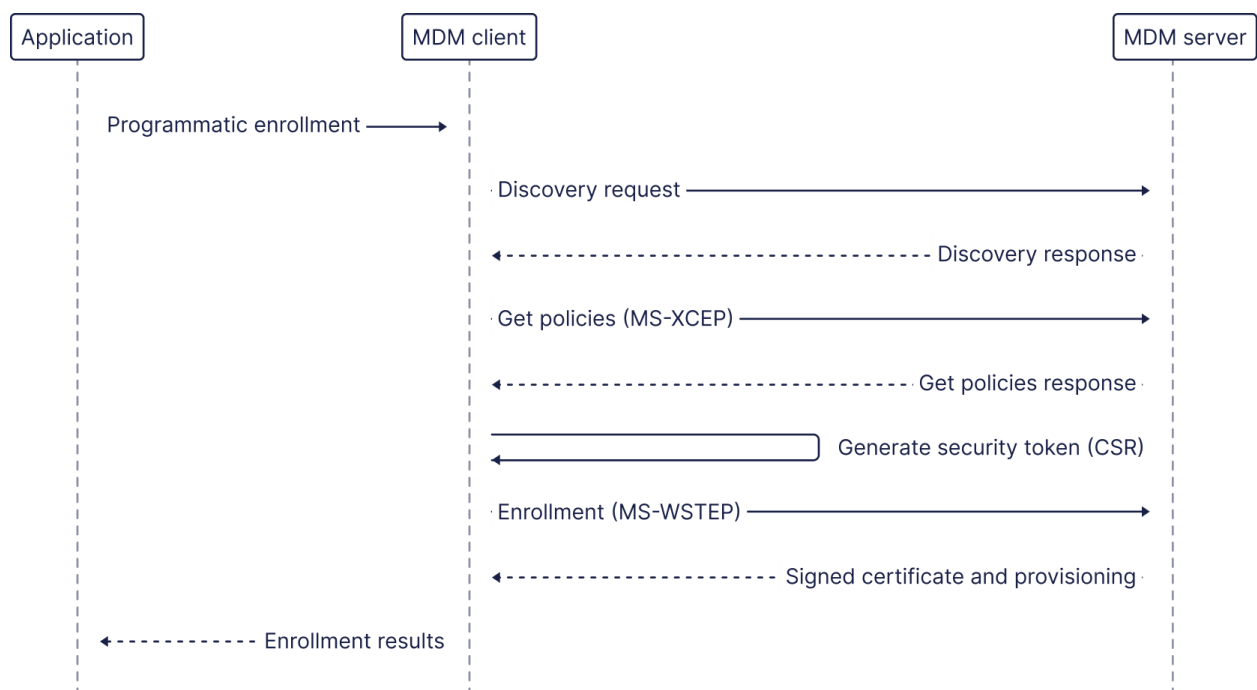 Application
MDM client
MDM server
Programmatic enrollment
Discovery request
Discovery response
Get policies (MS-XCEP)
Get policies response
Generate security token (CSR)
Enrollment (MS-WSTEP)
Signed certificate and provisioning
Enrollment results